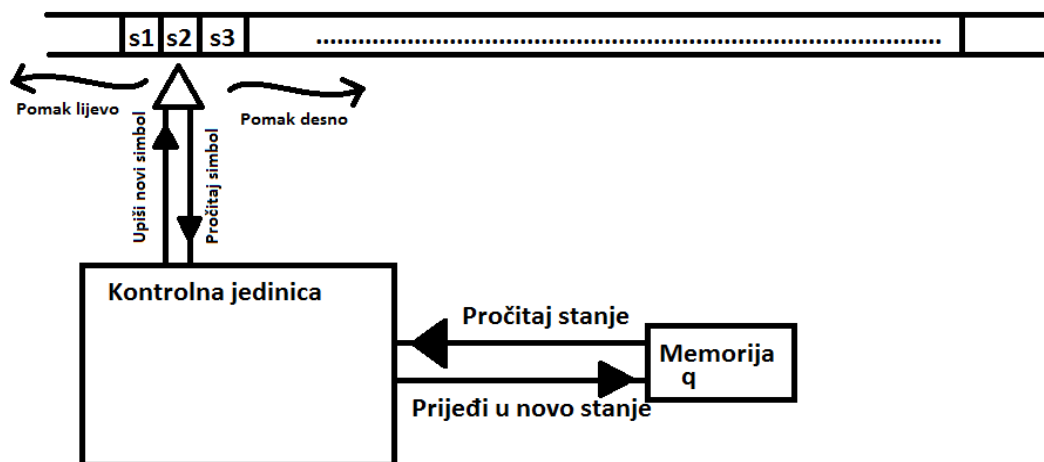 s1 s2 s3 ........................................................................................
Pomak lijevo
Pomak desno
Upiši novi simbol
Pročitaj simbol
Kontrolna jedinica
Pročitaj stanje
Memorija
q
Prijeđi u novo stanje